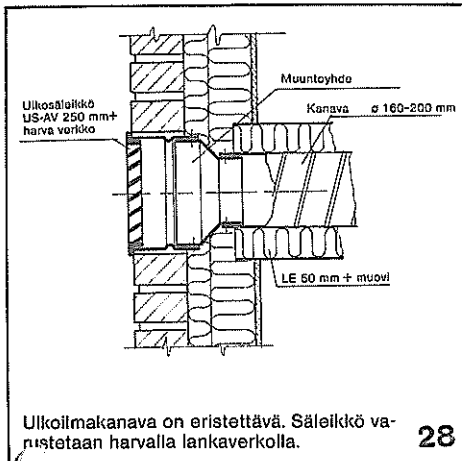 Muuntoyhde
Ulkosäleikkö
US-AV 250 mm+
harva verkko
Kanava ø 160-200 mm
LE 50 mm + muovi
Ulkoilmakanava on eristettävä. Säleikkö va-
rustetaan harvalla lankaverkolla.
28